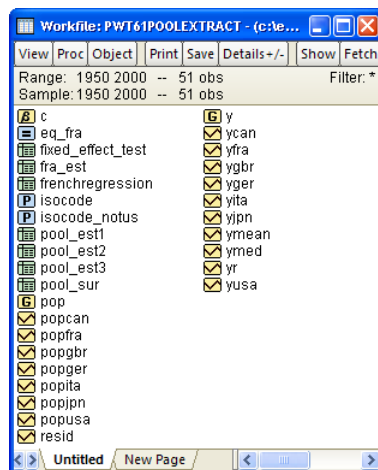 Workfile: PWT61POOLEXTRACT - (c:\e...
View Proc Object Print Save Details+/- Show Fetch
Range: 1950 2000 -- 51 obs Filter: *
Sample: 1950 2000 -- 51 obs
β c
eq_fra
fixed_effect_test
fra_est
frenchregression
P isocode
P isocode_notus
pool_est1
pool_est2
pool_est3
pool_sur
G pop
popcan
popfra
popgbr
popger
popita
popjpn
popusa
resid
G y
ycan
yfra
ygbr
yger
yita
yjpn
ymean
ymed
yr
yusa
Untitled New Page